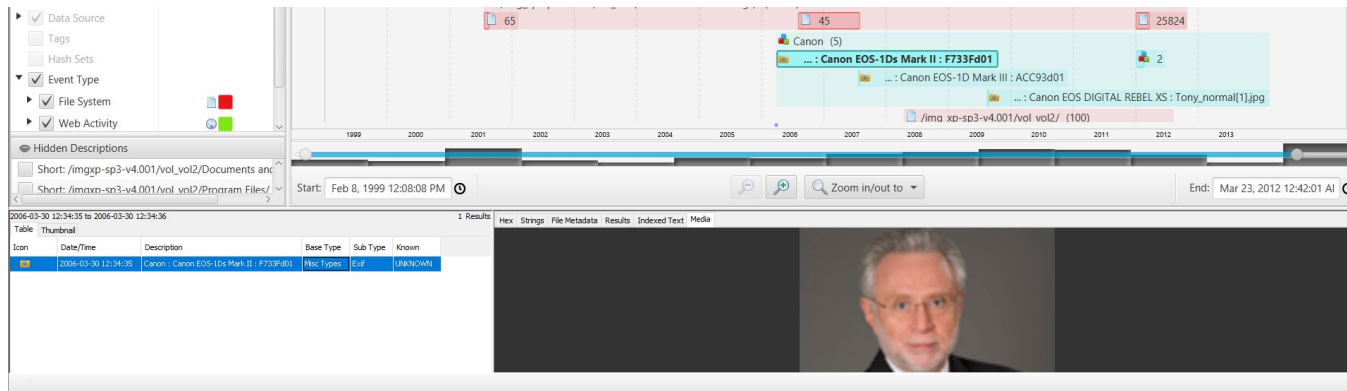 Data Source
Tags
Hash Sets
Event Type
File System
Web Activity
Hidden Descriptions
Short: /imgxp-sp3-v4.001/vol_vol2/Documents and
Short: /imgxp-sp3-v4.001/vol_vol2/Program Files/
65
45
25824
Canon (5)
... : Canon EOS-1Ds Mark II : F733Fd01
2
... : Canon EOS-1D Mark III : ACC93d01
... : Canon EOS DIGITAL REBEL XS : Tony_normal[1].jpg
/img_xp-sp3-v4.001/vol_vol2/ (100)
1999 2000 2001 2002 2003 2004 2005 2006 2007 2008 2009 2010 2011 2012 2013
Start: Feb 8, 1999 12:08:08 PM
Zoom in/out to
End: Mar 23, 2012 12:42:01 AI
2006-03-30 12:34:35 to 2006-03-30 12:34:36
1 Results
Table Thumbnail
Icon Date/Time Description Base Type Sub Type Known
2006-03-30 12:34:35 Canon : Canon EOS-1Ds Mark II : F733Fd01 Misc Types Exif UNKNOWN
Hex Strings File Metadata Results Indexed Text Media